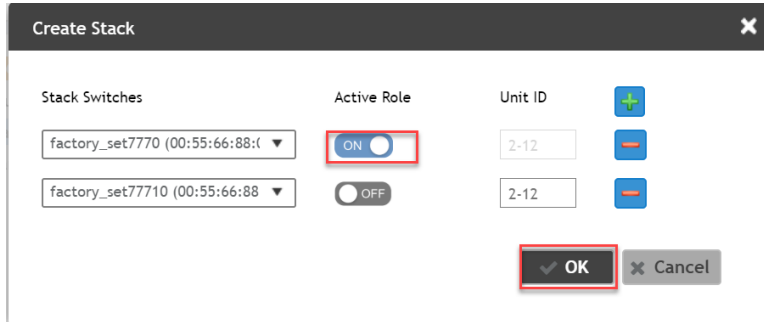 Create Stack
Stack Switches Active Role Unit ID
factory_set7770 (00:55:66:88:( ON 2-12
factory_set77710 (00:55:66:88 OFF 2-12
OK Cancel